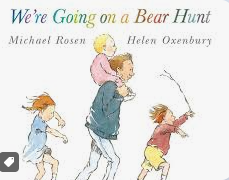 We're Going on a Bear Hunt
Michael Rosen Helen Oxenbury